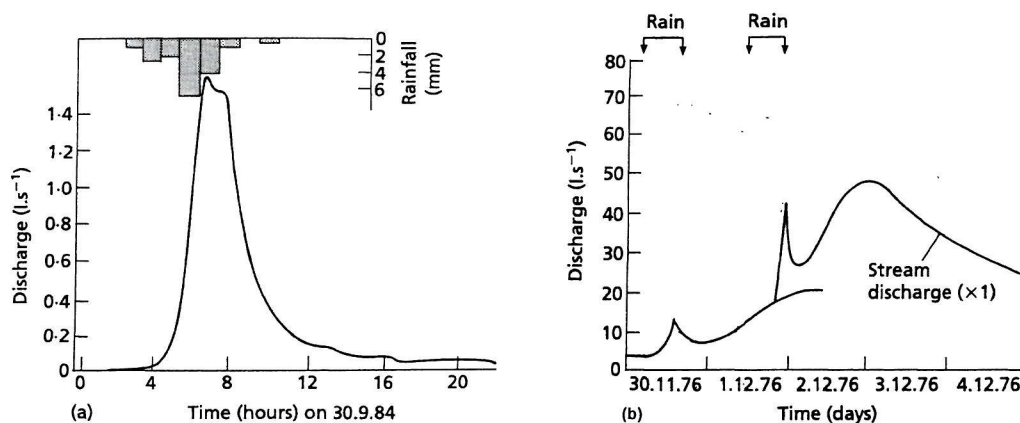 0
2
4
6
Rainfall
(mm)
1·4
1·2
1·0
0·8
0·6
0·4
0·2
0
Discharge (l.s⁻¹)
0
4
8
12
16
20
(a)
Time (hours) on 30.9.84
Rain
Rain
80
70
60
50
40
30
20
10
0
Discharge (l.s⁻¹)
Stream
discharge (×1)
30.11.76
1.12.76
2.12.76
3.12.76
4.12.76
(b)
Time (days)